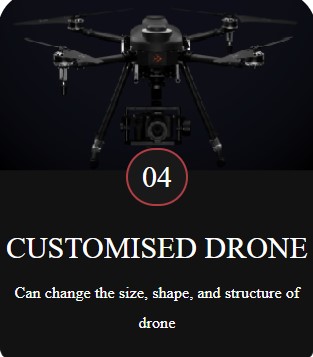 04
CUSTOMISED DRONE
Can change the size, shape, and structure of
drone